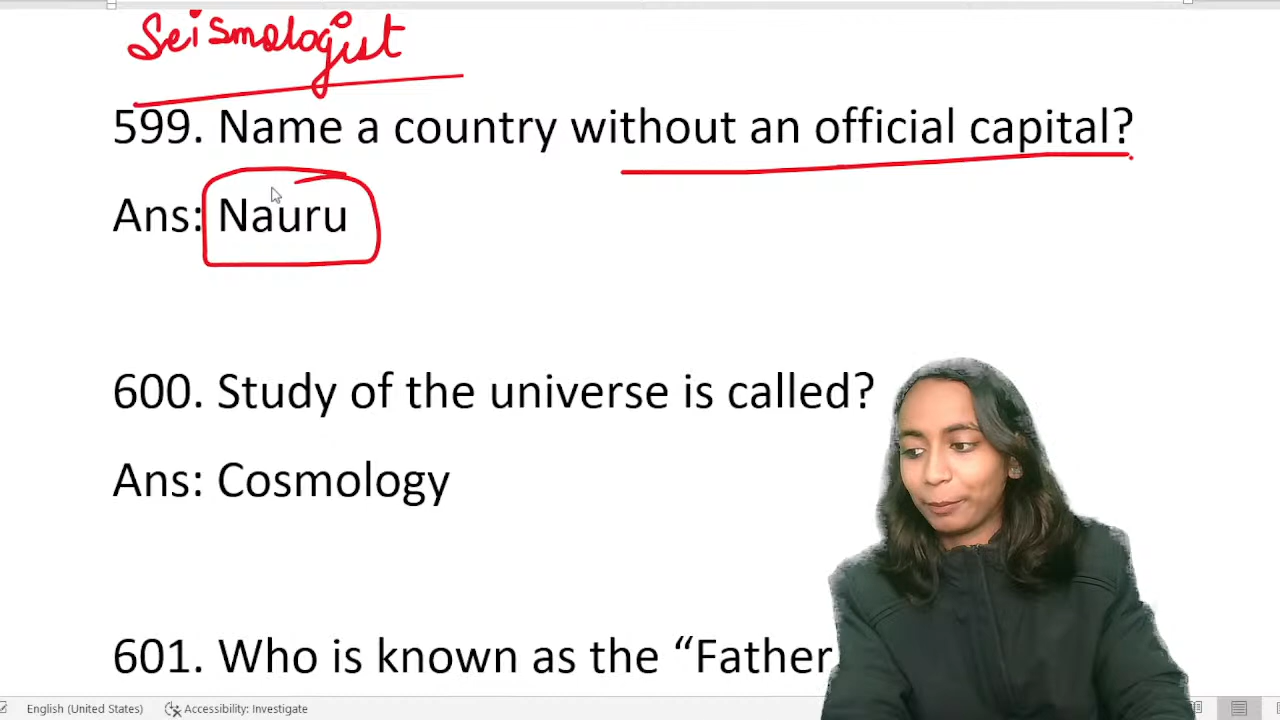 Seismologist
599. Name a country without an official capital?
Ans: Nauru
600. Study of the universe is called?
Ans: Cosmology
601. Who is known as the “Father
English (United States) Accessibility: Investigate